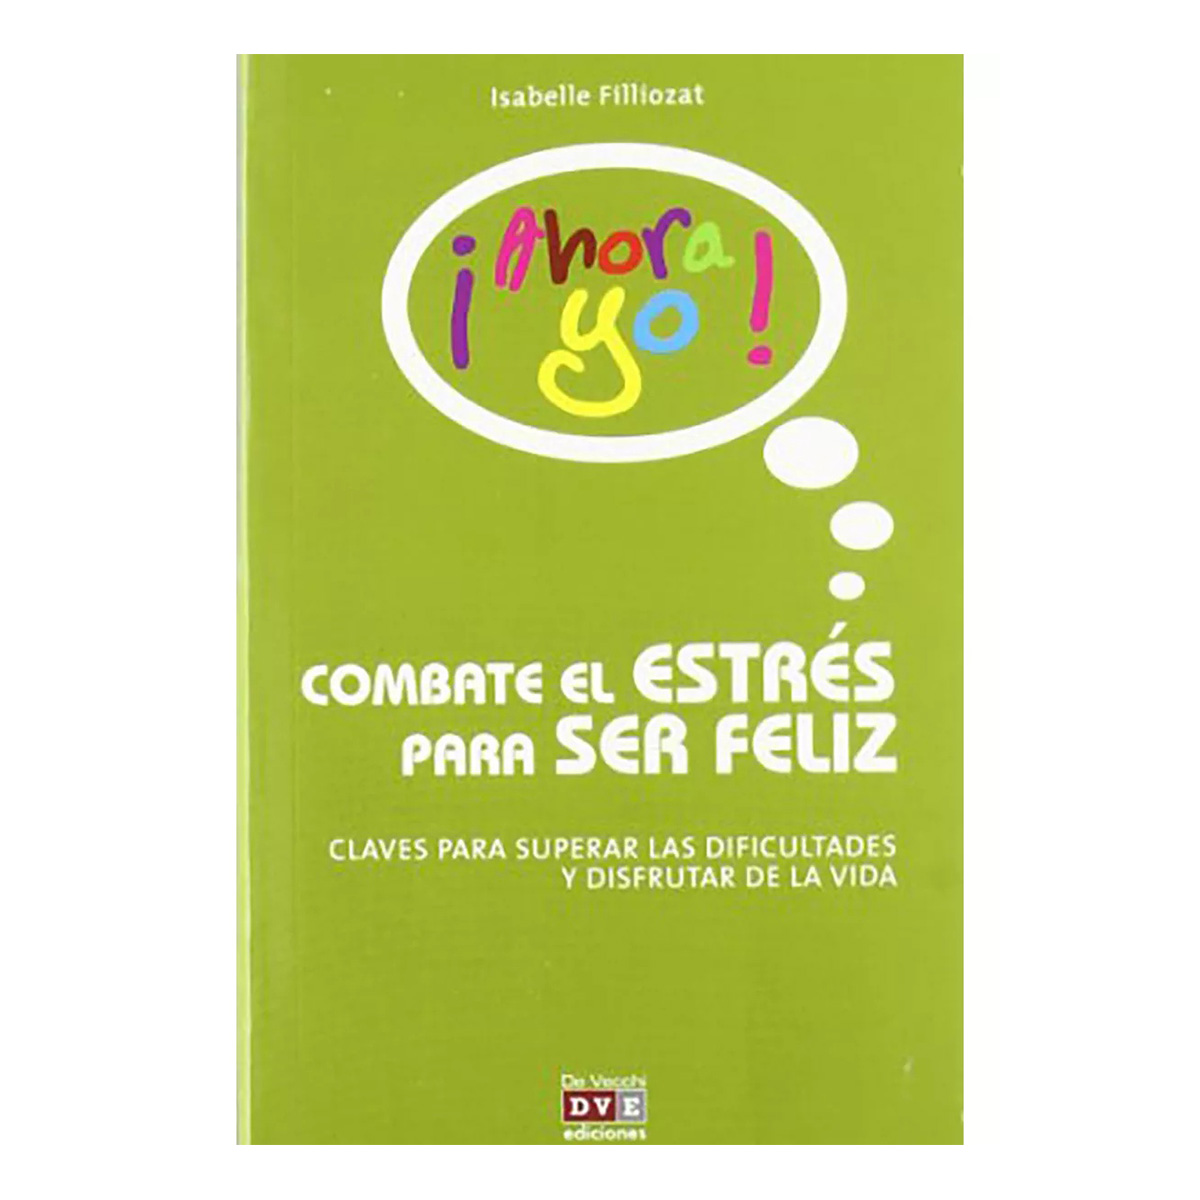 Isabelle Filliozat
¡Ahora
yo!
COMBATE EL ESTRÉS
PARA SER FELIZ
CLAVES PARA SUPERAR LAS DIFICULTADES
Y DISFRUTAR DE LA VIDA
De Vecchi
DVE
ediciones